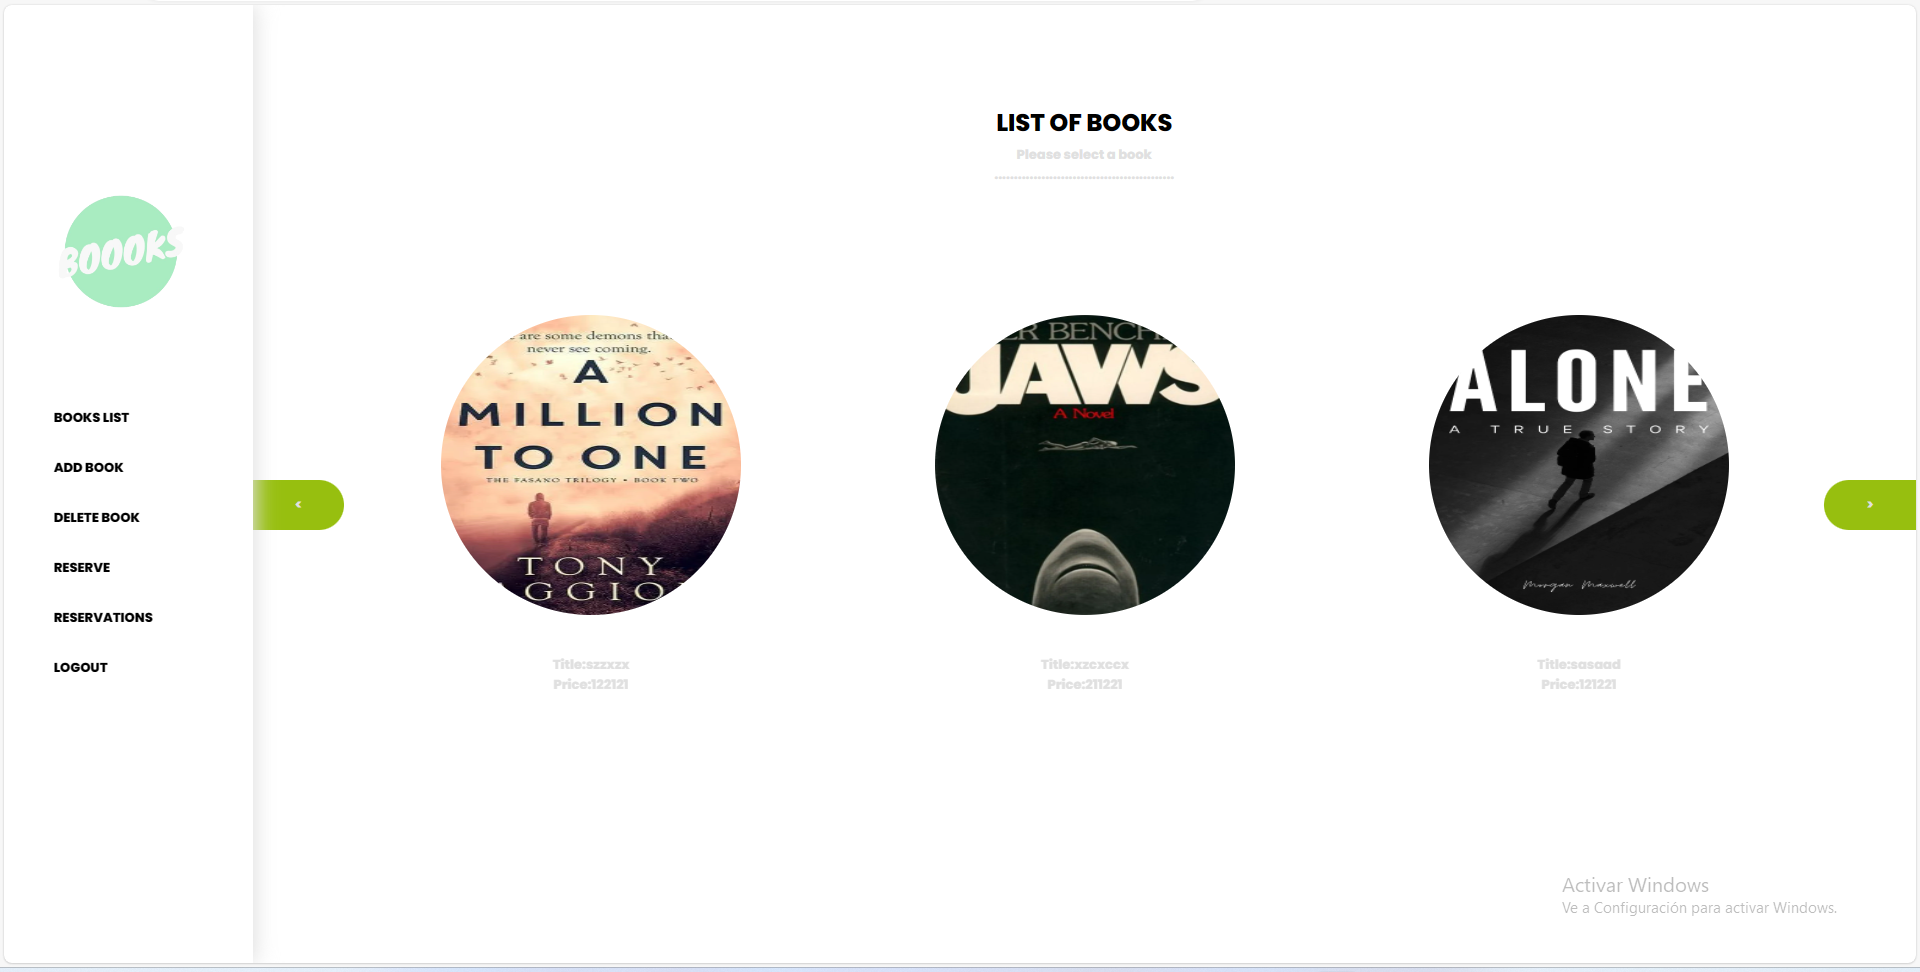 LIST OF BOOKS
Please select a book
BOOOKS
BOOKS LIST
ADD BOOK
DELETE BOOK
RESERVE
RESERVATIONS
LOGOUT
<
are some demons tha
never see coming.
A
MILLION
TO ONE
THE FASANO TRILOGY • BOOK TWO
TONY
GGIO
Title:szzxzx
Price:122121
R BENCH
JAWS
A Novel
Title:xzcxccx
Price:211221
ALONE
A TRUE STORY
Morgan Maxwell
Title:sasaad
Price:121221
>
Activar Windows
Ve a Configuración para activar Windows.